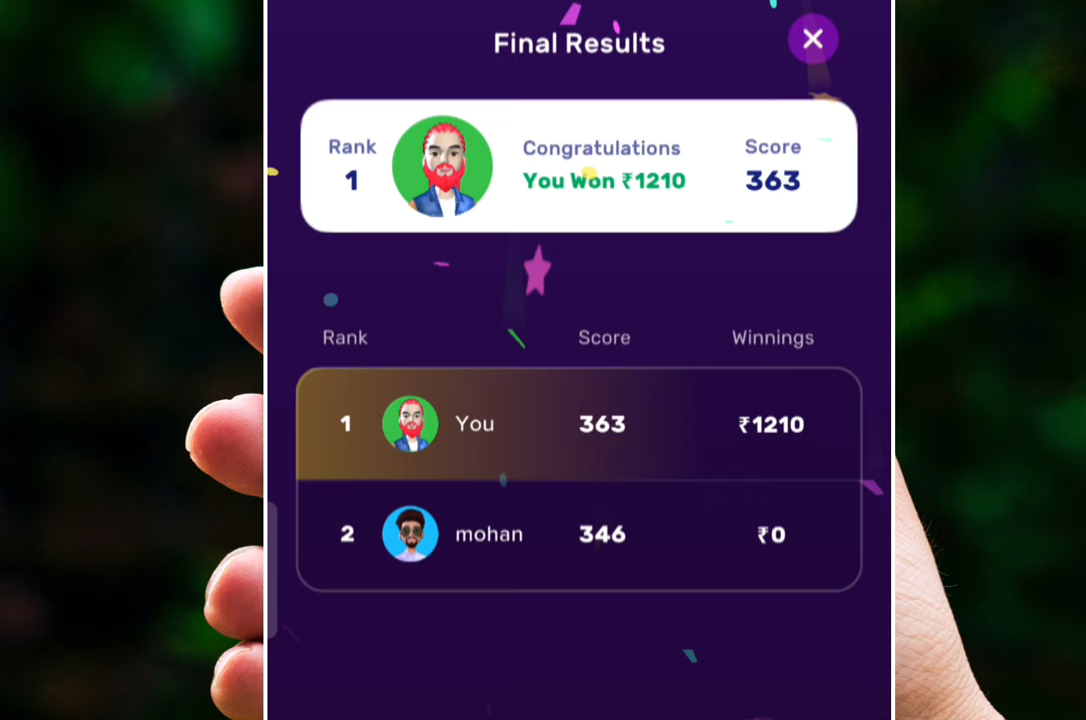 Final Results
Rank Congratulations Score
1 You Won ₹1210 363
Rank Score Winnings
1 You 363 ₹1210
2 mohan 346 ₹0